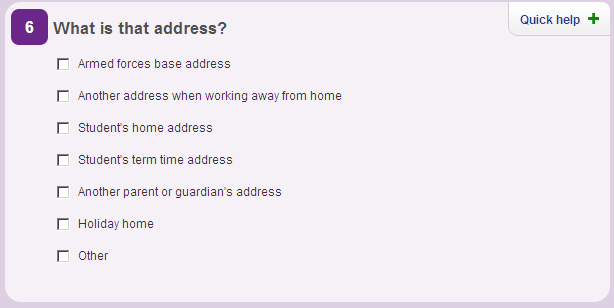 6 What is that address? Quick help +
Armed forces base address
Another address when working away from home
Student's home address
Student's term time address
Another parent or guardian's address
Holiday home
Other